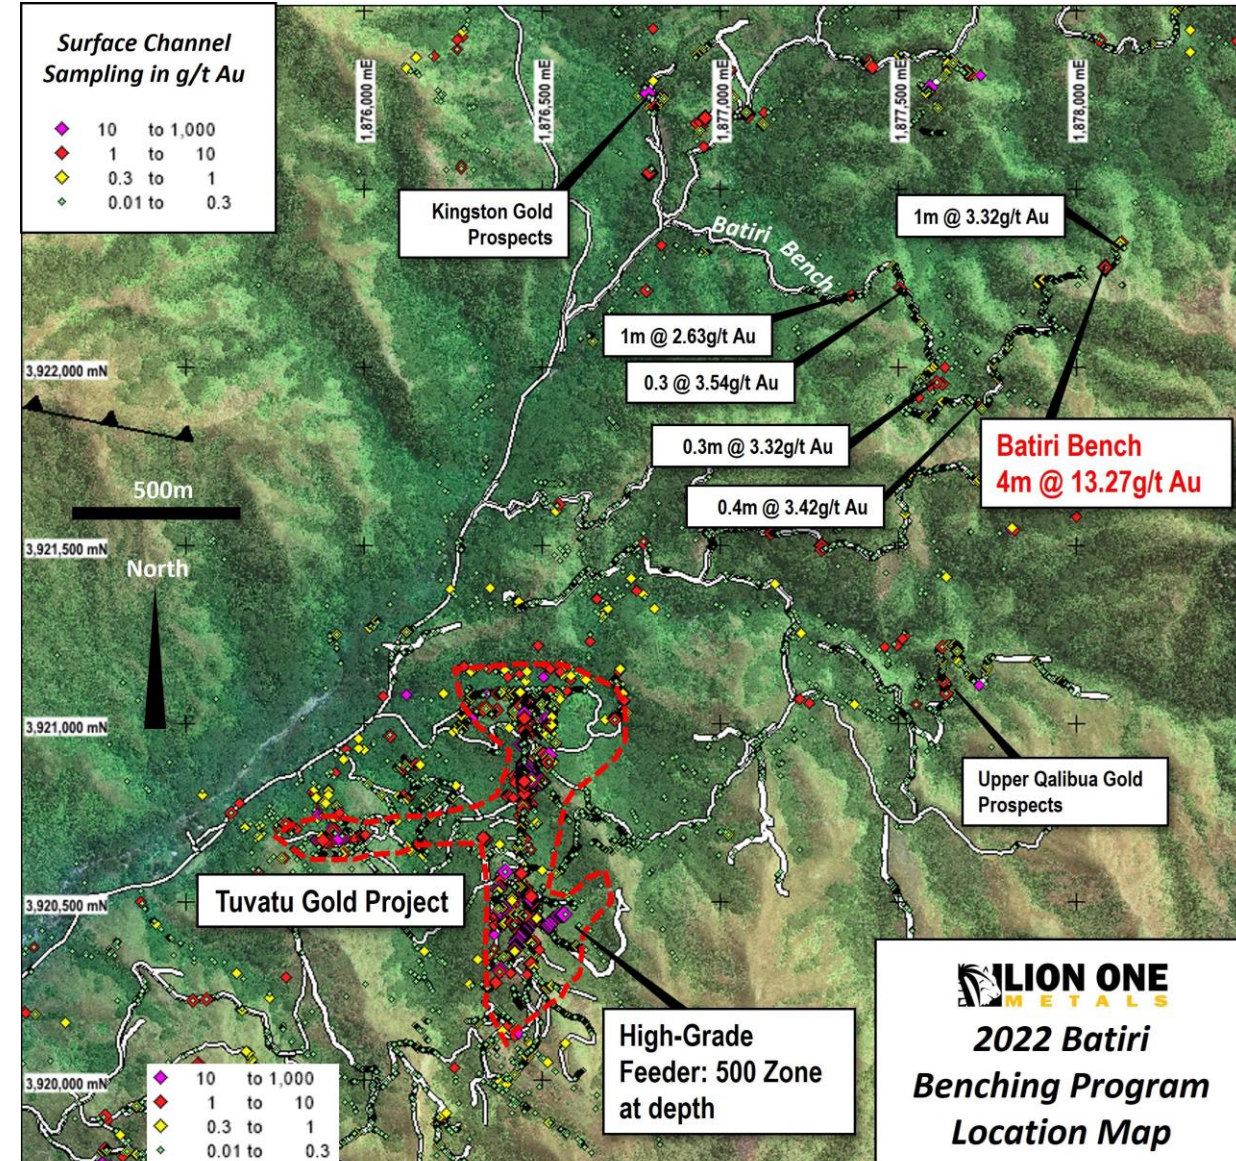 Surface Channel
Sampling in g/t Au
10 to 1,000
1 to 10
0.3 to 1
0.01 to 0.3
1,876,000 mE
1,876,500 mE
1,877,000 mE
1,877,500 mE
1,878,000 mE
Kingston Gold
Prospects
Batiri Bench
1m @ 3.32g/t Au
1m @ 2.63g/t Au
0.3 @ 3.54g/t Au
0.3m @ 3.32g/t Au
0.4m @ 3.42g/t Au
Batiri Bench
4m @ 13.27g/t Au
3,922,000 mN
500m
3,921,500 mN
North
3,921,000 mN
Upper Qalibua Gold
Prospects
Tuvatu Gold Project
3,920,500 mN
High-Grade
Feeder: 500 Zone
at depth
3,920,000 mN
10 to 1,000
1 to 10
0.3 to 1
0.01 to 0.3
LION ONE
METALS
2022 Batiri
Benching Program
Location Map